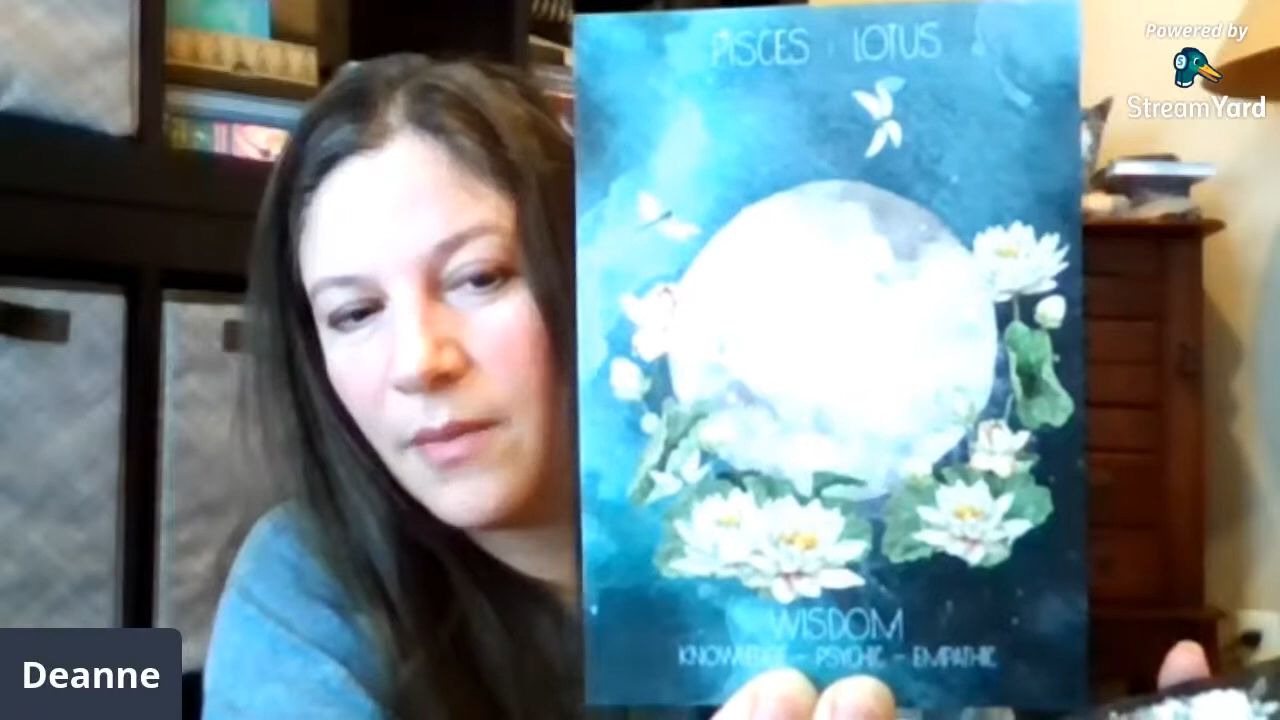 PISCES LOTUS
Powered by
StreamYard
WISDOM
KNOWLEDGE - PSYCHIC - EMPATHIC
Deanne